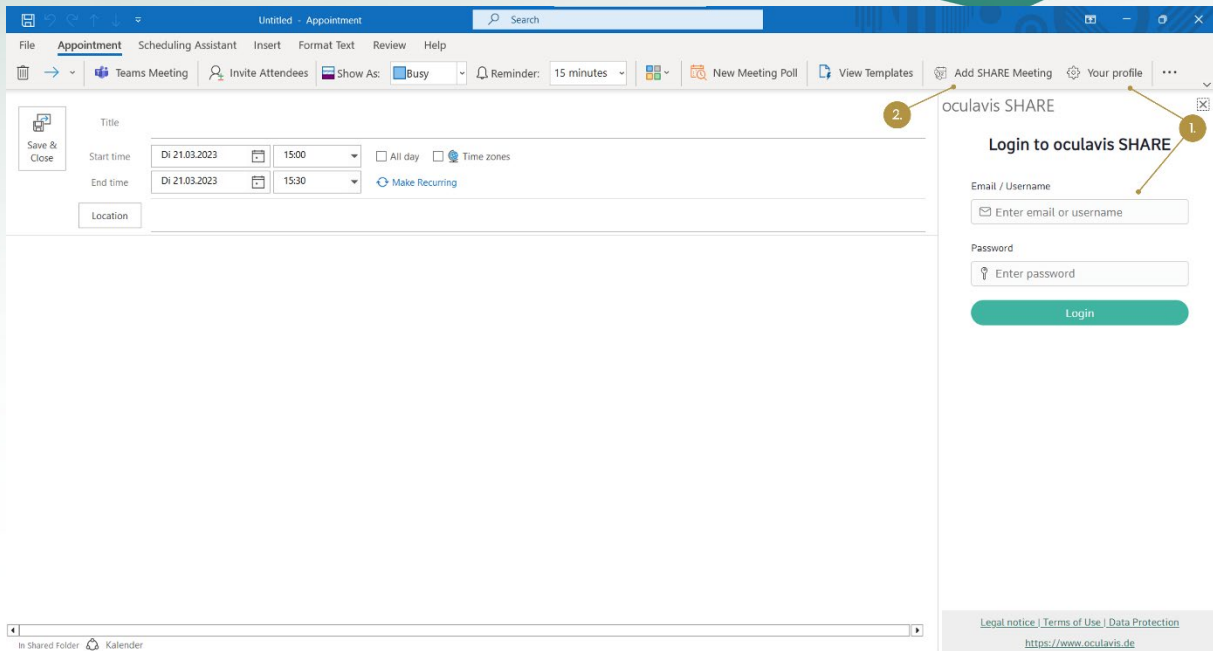 Untitled - Appointment
Search
File Appointment Scheduling Assistant Insert Format Text Review Help
Teams Meeting Invite Attendees Show As: Busy Reminder: 15 minutes New Meeting Poll View Templates Add SHARE Meeting Your profile ...
2.
oculavis SHARE
1.
Save & Close
Title
Login to oculavis SHARE
Start time Di 21.03.2023 15:00 All day Time zones
End time Di 21.03.2023 15:30 Make Recurring
Email / Username
Location
Enter email or username
Password
Enter password
Login
Legal notice | Terms of Use | Data Protection
https://www.oculavis.de
In Shared Folder Kalender